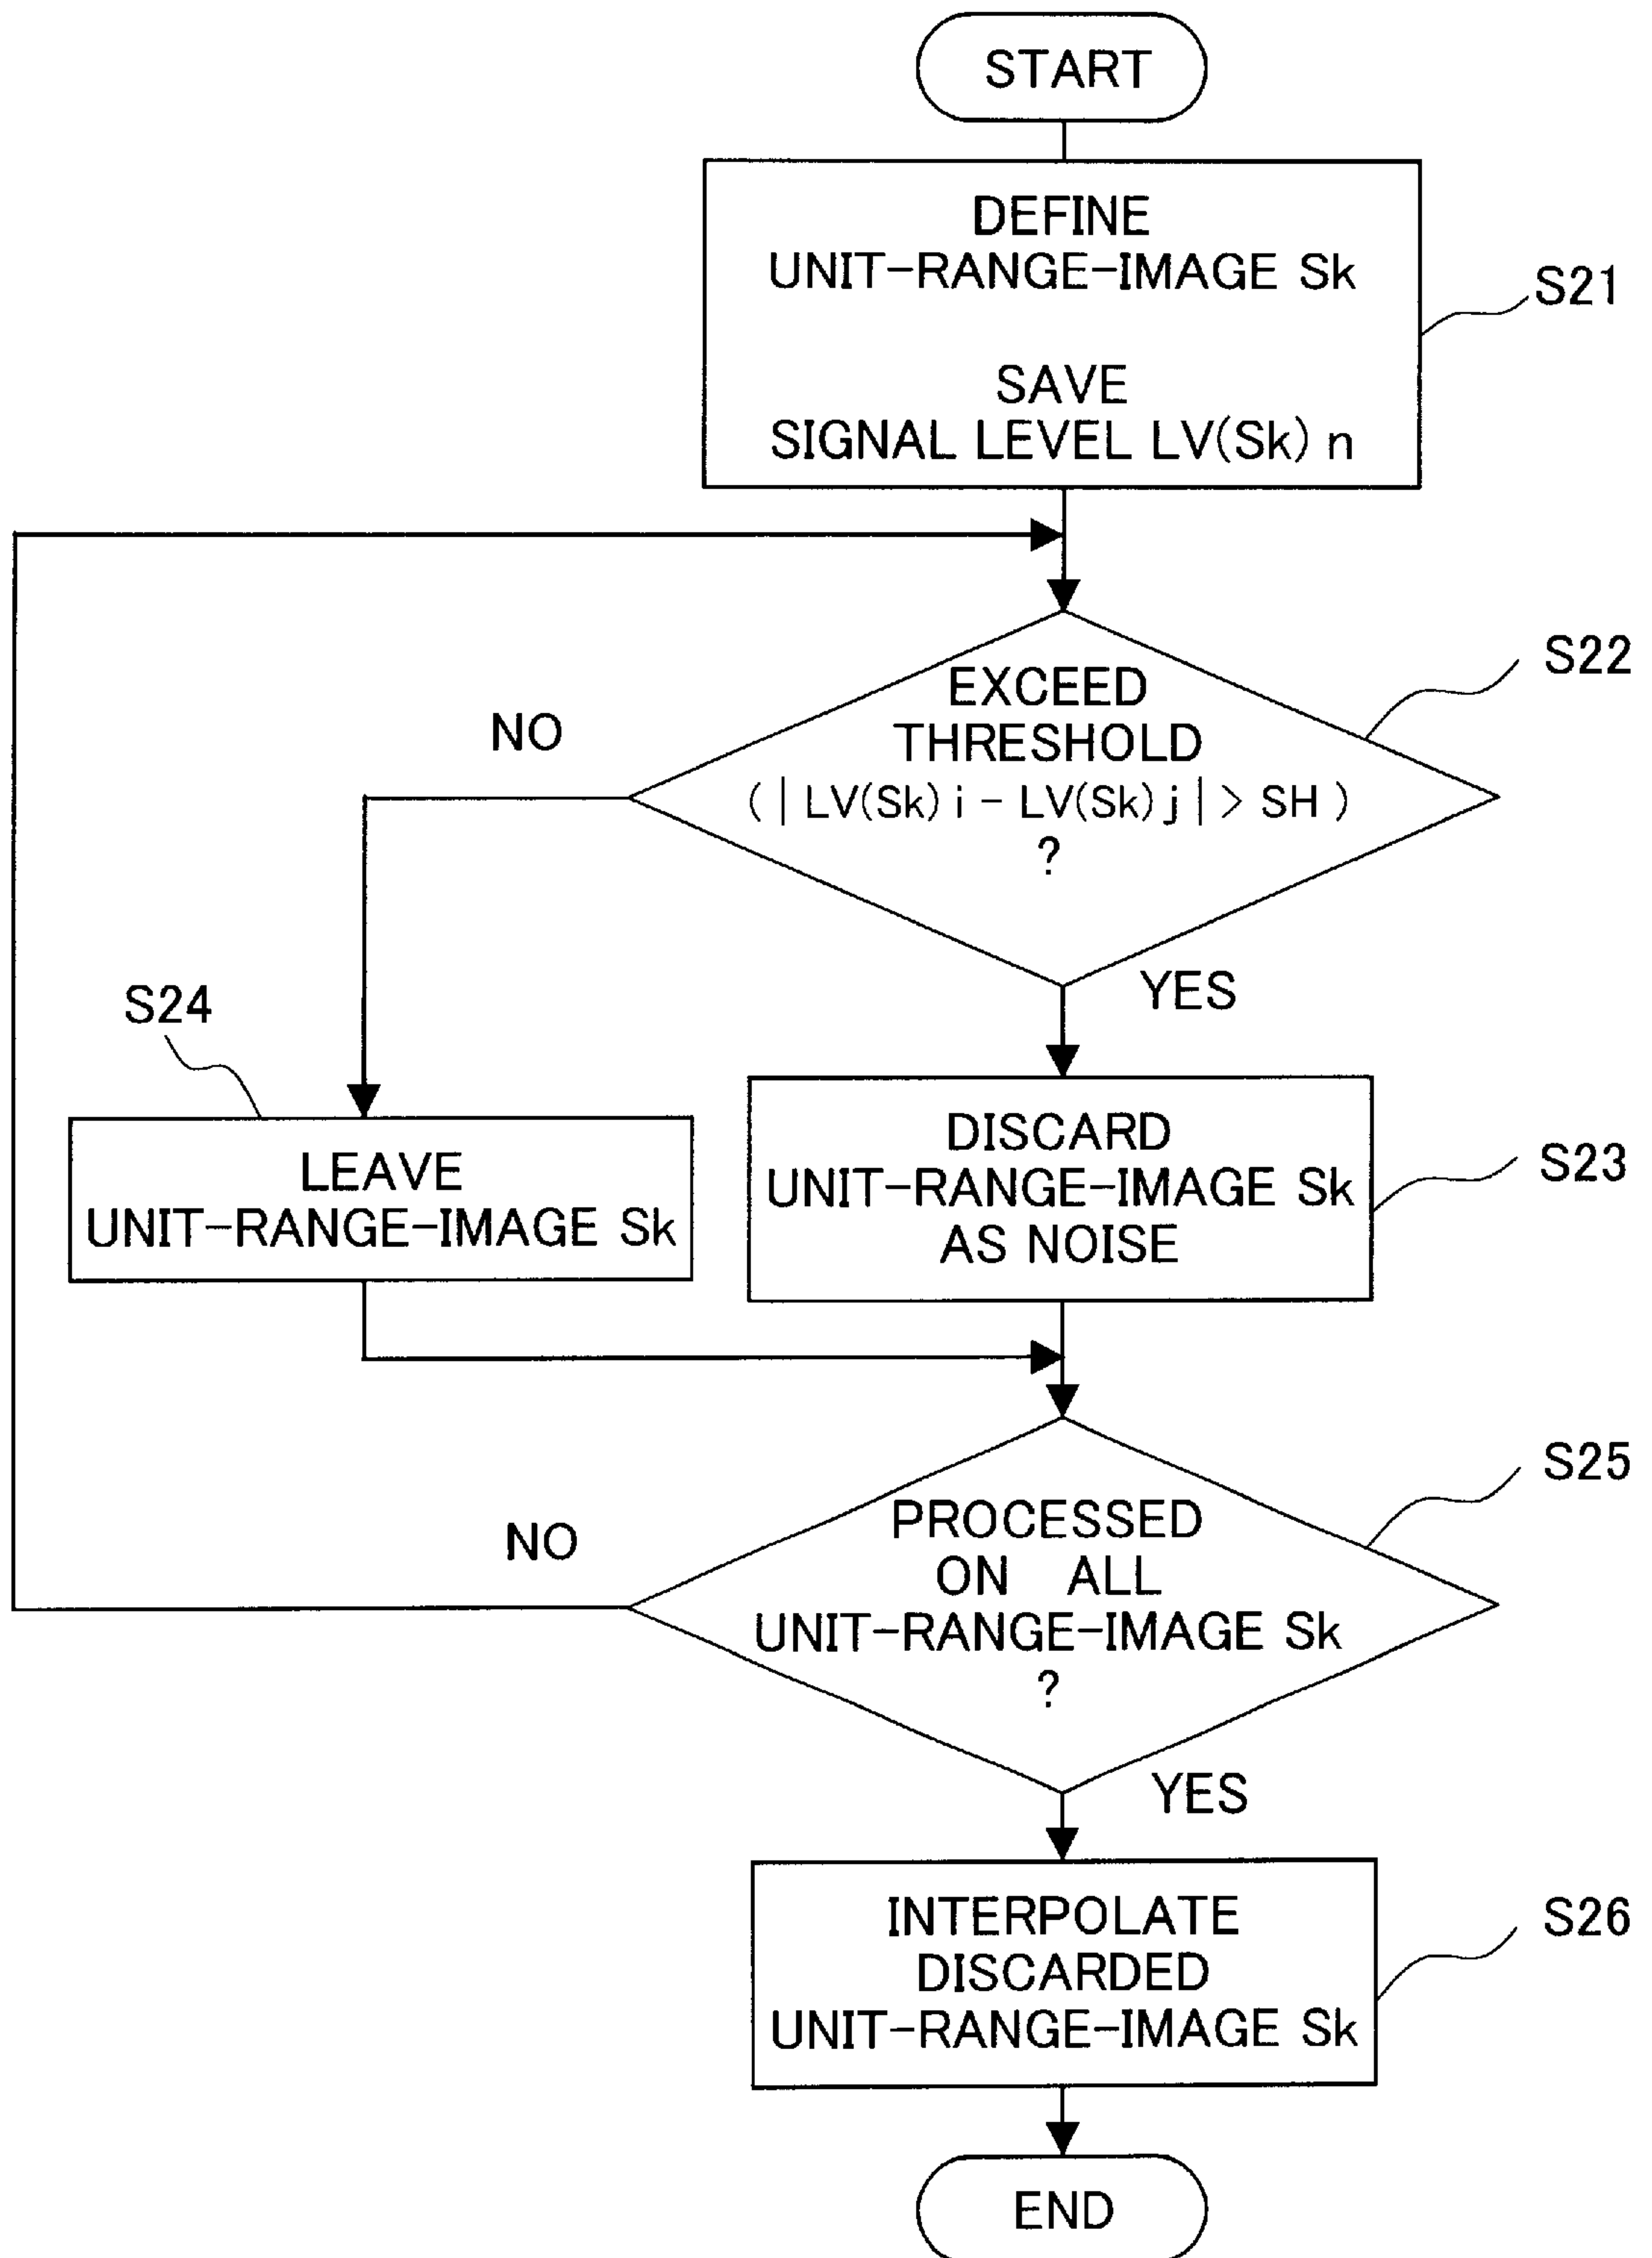 START
DEFINE
UNIT-RANGE-IMAGE Sk
SAVE
SIGNAL LEVEL LV(Sk) n
S21
EXCEED
THRESHOLD
( | LV(Sk) i - LV(Sk) j | > SH )
?
S22
NO
YES
S24
LEAVE
UNIT-RANGE-IMAGE Sk
DISCARD
UNIT-RANGE-IMAGE Sk
AS NOISE
S23
PROCESSED
ON ALL
UNIT-RANGE-IMAGE Sk
?
S25
NO
YES
INTERPOLATE
DISCARDED
UNIT-RANGE-IMAGE Sk
S26
END